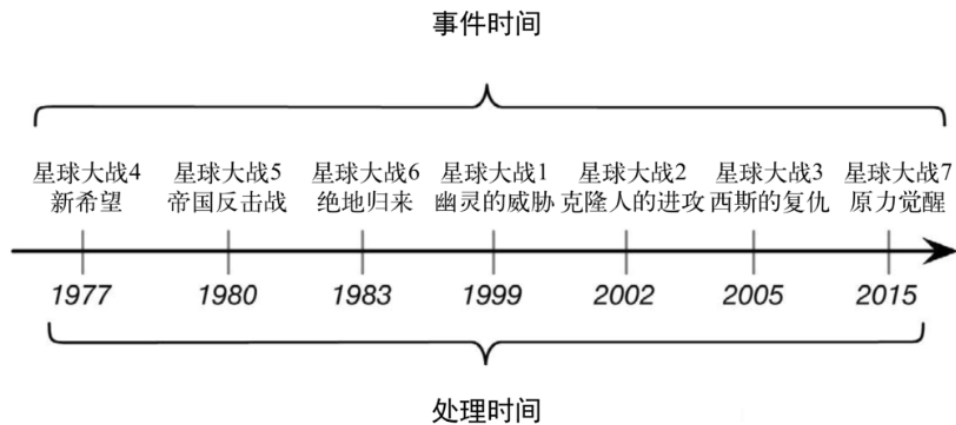 事件时间
星球大战4 星球大战5 星球大战6 星球大战1 星球大战2 星球大战3 星球大战7
新希望 帝国反击战 绝地归来 幽灵的威胁 克隆人的进攻 西斯的复仇 原力觉醒
1977 1980 1983 1999 2002 2005 2015
处理时间